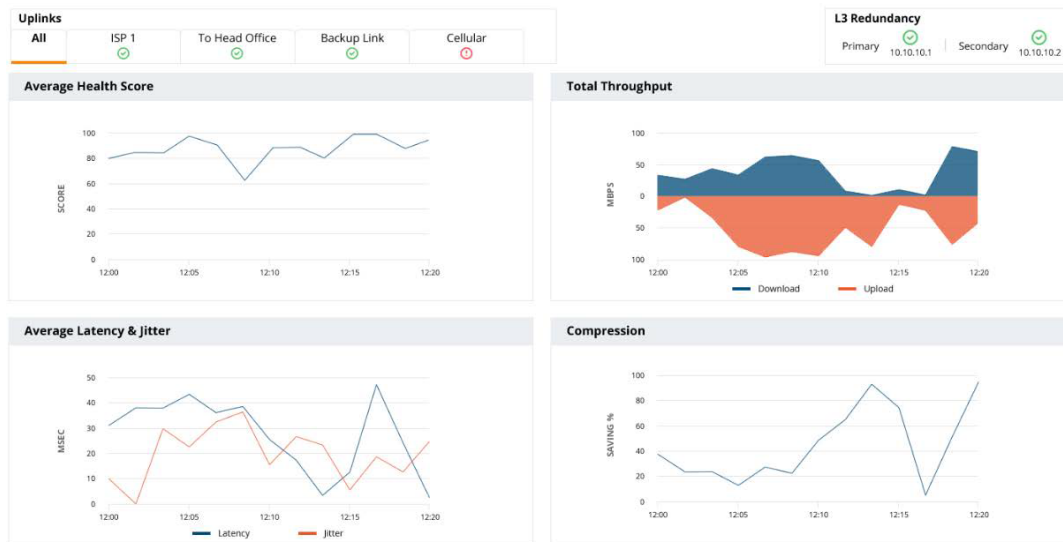 Uplinks
All
ISP 1
To Head Office
Backup Link
Cellular
L3 Redundancy
Primary
10.10.10.1
Secondary
10.10.10.2
Average Health Score
100
80
60
40
20
0
SCORE
12:00 12:05 12:10 12:15 12:20
Total Throughput
100
50
0
50
100
MBPS
12:00 12:05 12:10 12:15 12:20
Download Upload
Average Latency & Jitter
50
40
30
20
10
0
MSEC
12:00 12:05 12:10 12:15 12:20
Latency Jitter
Compression
100
80
60
40
20
0
SAVING %
12:00 12:05 12:10 12:15 12:20